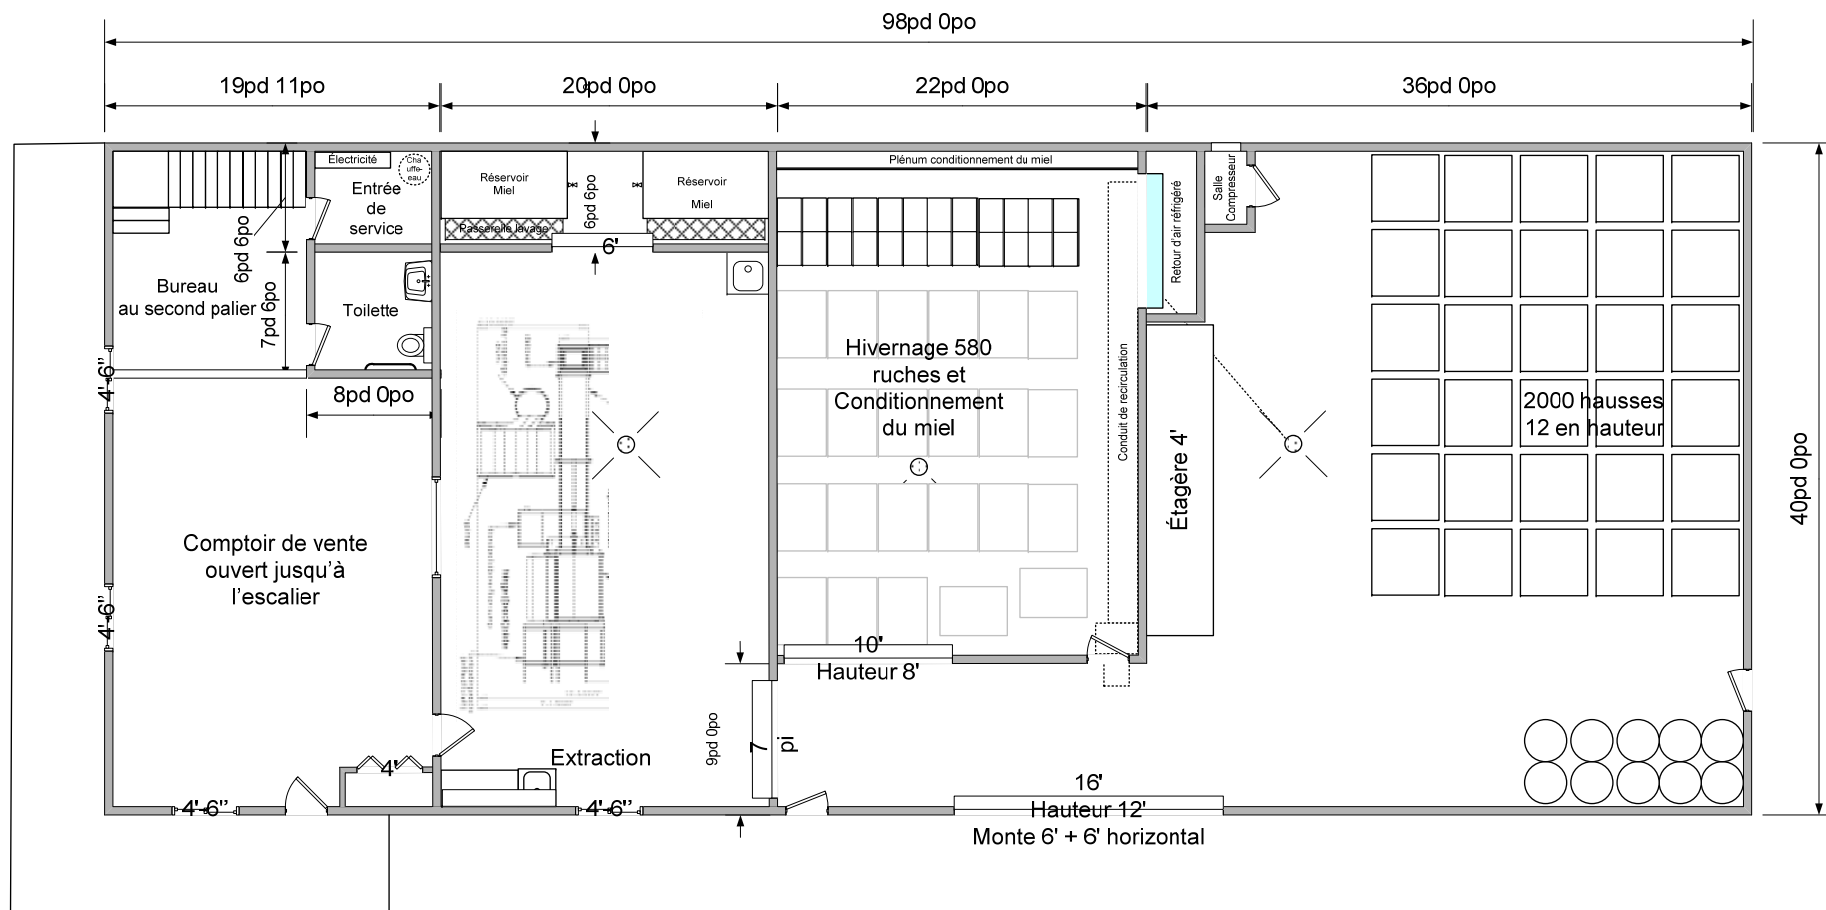 98pd 0po
19pd 11po
20pd 0po
22pd 0po
36pd 0po
Électricité
Cha
uffe-
eau
Entrée
de
service
6pd 6po
Bureau
au second palier
7pd 6po
Toilette
8pd 0po
4'-6"
4'-6"
Comptoir de vente
ouvert jusqu'à
l'escalier
4'
4'-6"
Réservoir
Miel
6pd 6po
Réservoir
Miel
Passerelle lavage
6'
Extraction
4'-6"
9pd 0po
7
pi
Plénum conditionnement du miel
Hivernage 580
ruches et
Conditionnement
du miel
Conduit de recirculation
10'
Hauteur 8'
Retour d'air réfrigéré
Salle
Compresseur
Étagère 4'
2000 hausses
12 en hauteur
40pd 0po
16'
Hauteur 12'
Monte 6' + 6' horizontal